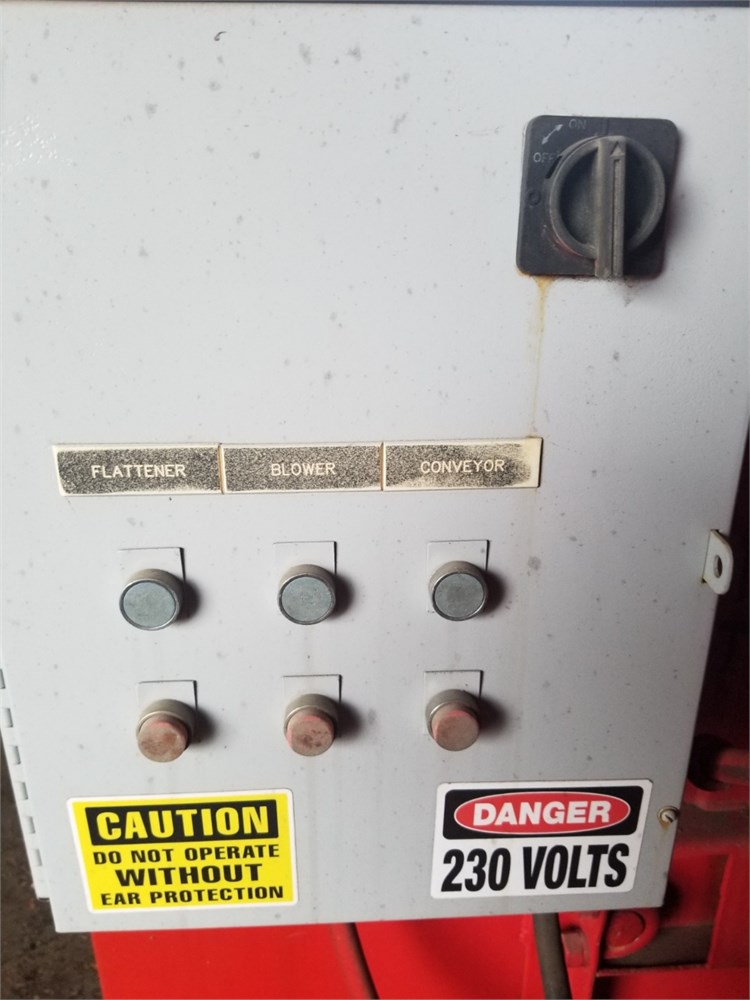 ON
OFF
FLATTENER BLOWER CONVEYOR
CAUTION
DO NOT OPERATE
WITHOUT
EAR PROTECTION
DANGER
230 VOLTS